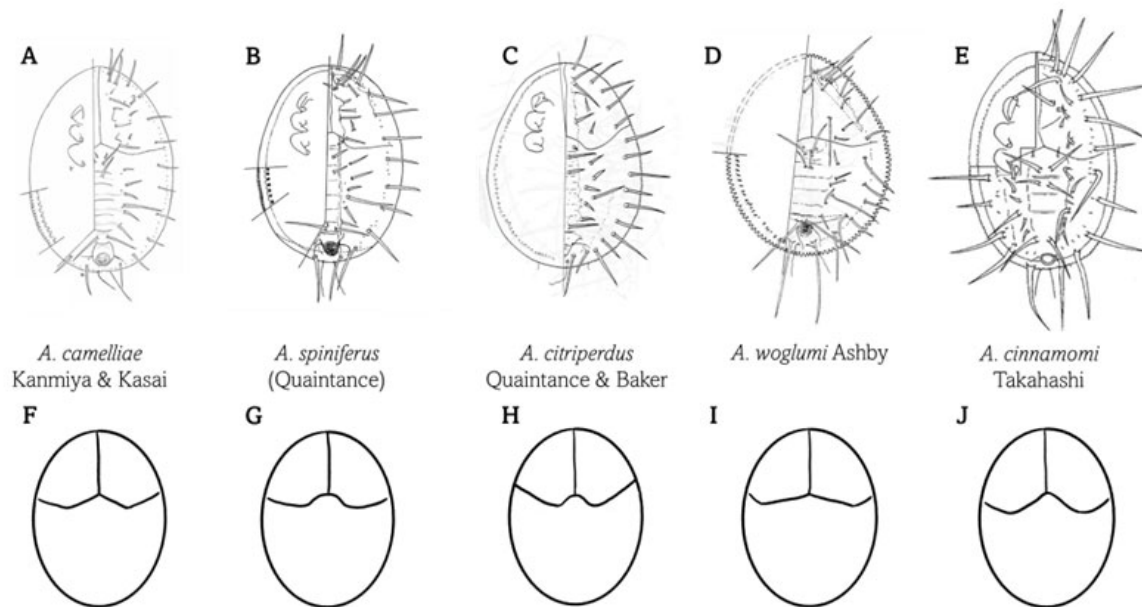 A B C D E
A. camelliae
Kanmiya & Kasai
A. spiniferus
(Quaintance)
A. citriperdus
Quaintance & Baker
A. woglumi Ashby
A. cinnamomi
Takahashi
F G H I J